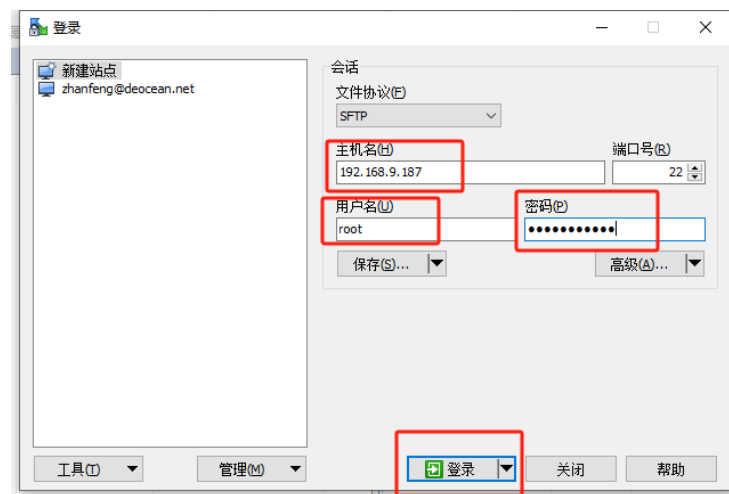 登录
新建站点
zhanfeng@deocean.net
会话
文件协议(F)
SFTP
主机名(H)
端口号(R)
192.168.9.187
22
用户名(U)
密码(P)
root
●●●●●●●●●●●
保存(S)...
高级(A)...
工具(T)
管理(M)
登录
关闭
帮助